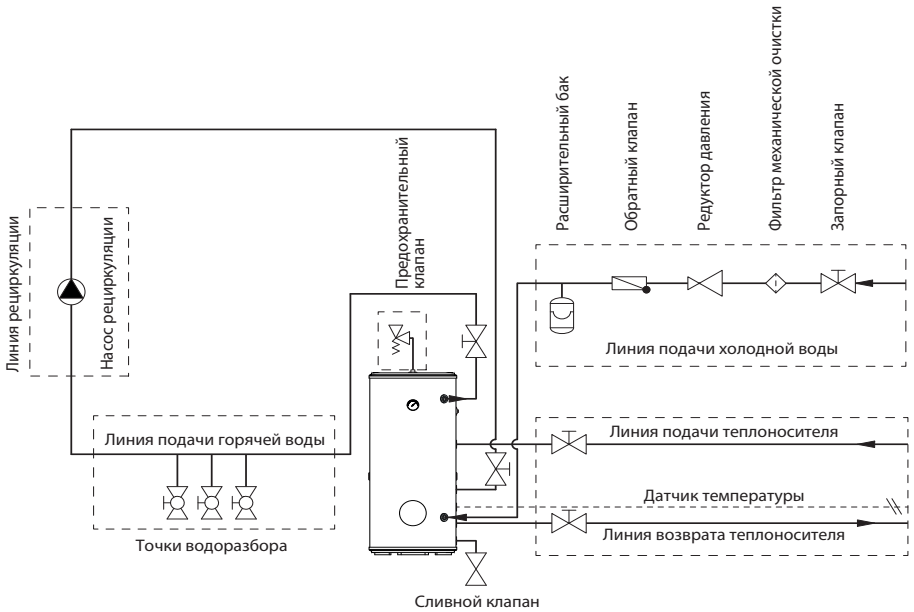 Линия рециркуляции
Насос рециркуляции
Предохранительный
клапан
Расширительный бак
Обратный клапан
Редуктор давления
Фильтр механической очистки
Запорный клапан
Линия подачи холодной воды
Линия подачи горячей воды
Точки водоразбора
Линия подачи теплоносителя
Датчик температуры
Линия возврата теплоносителя
Сливной клапан